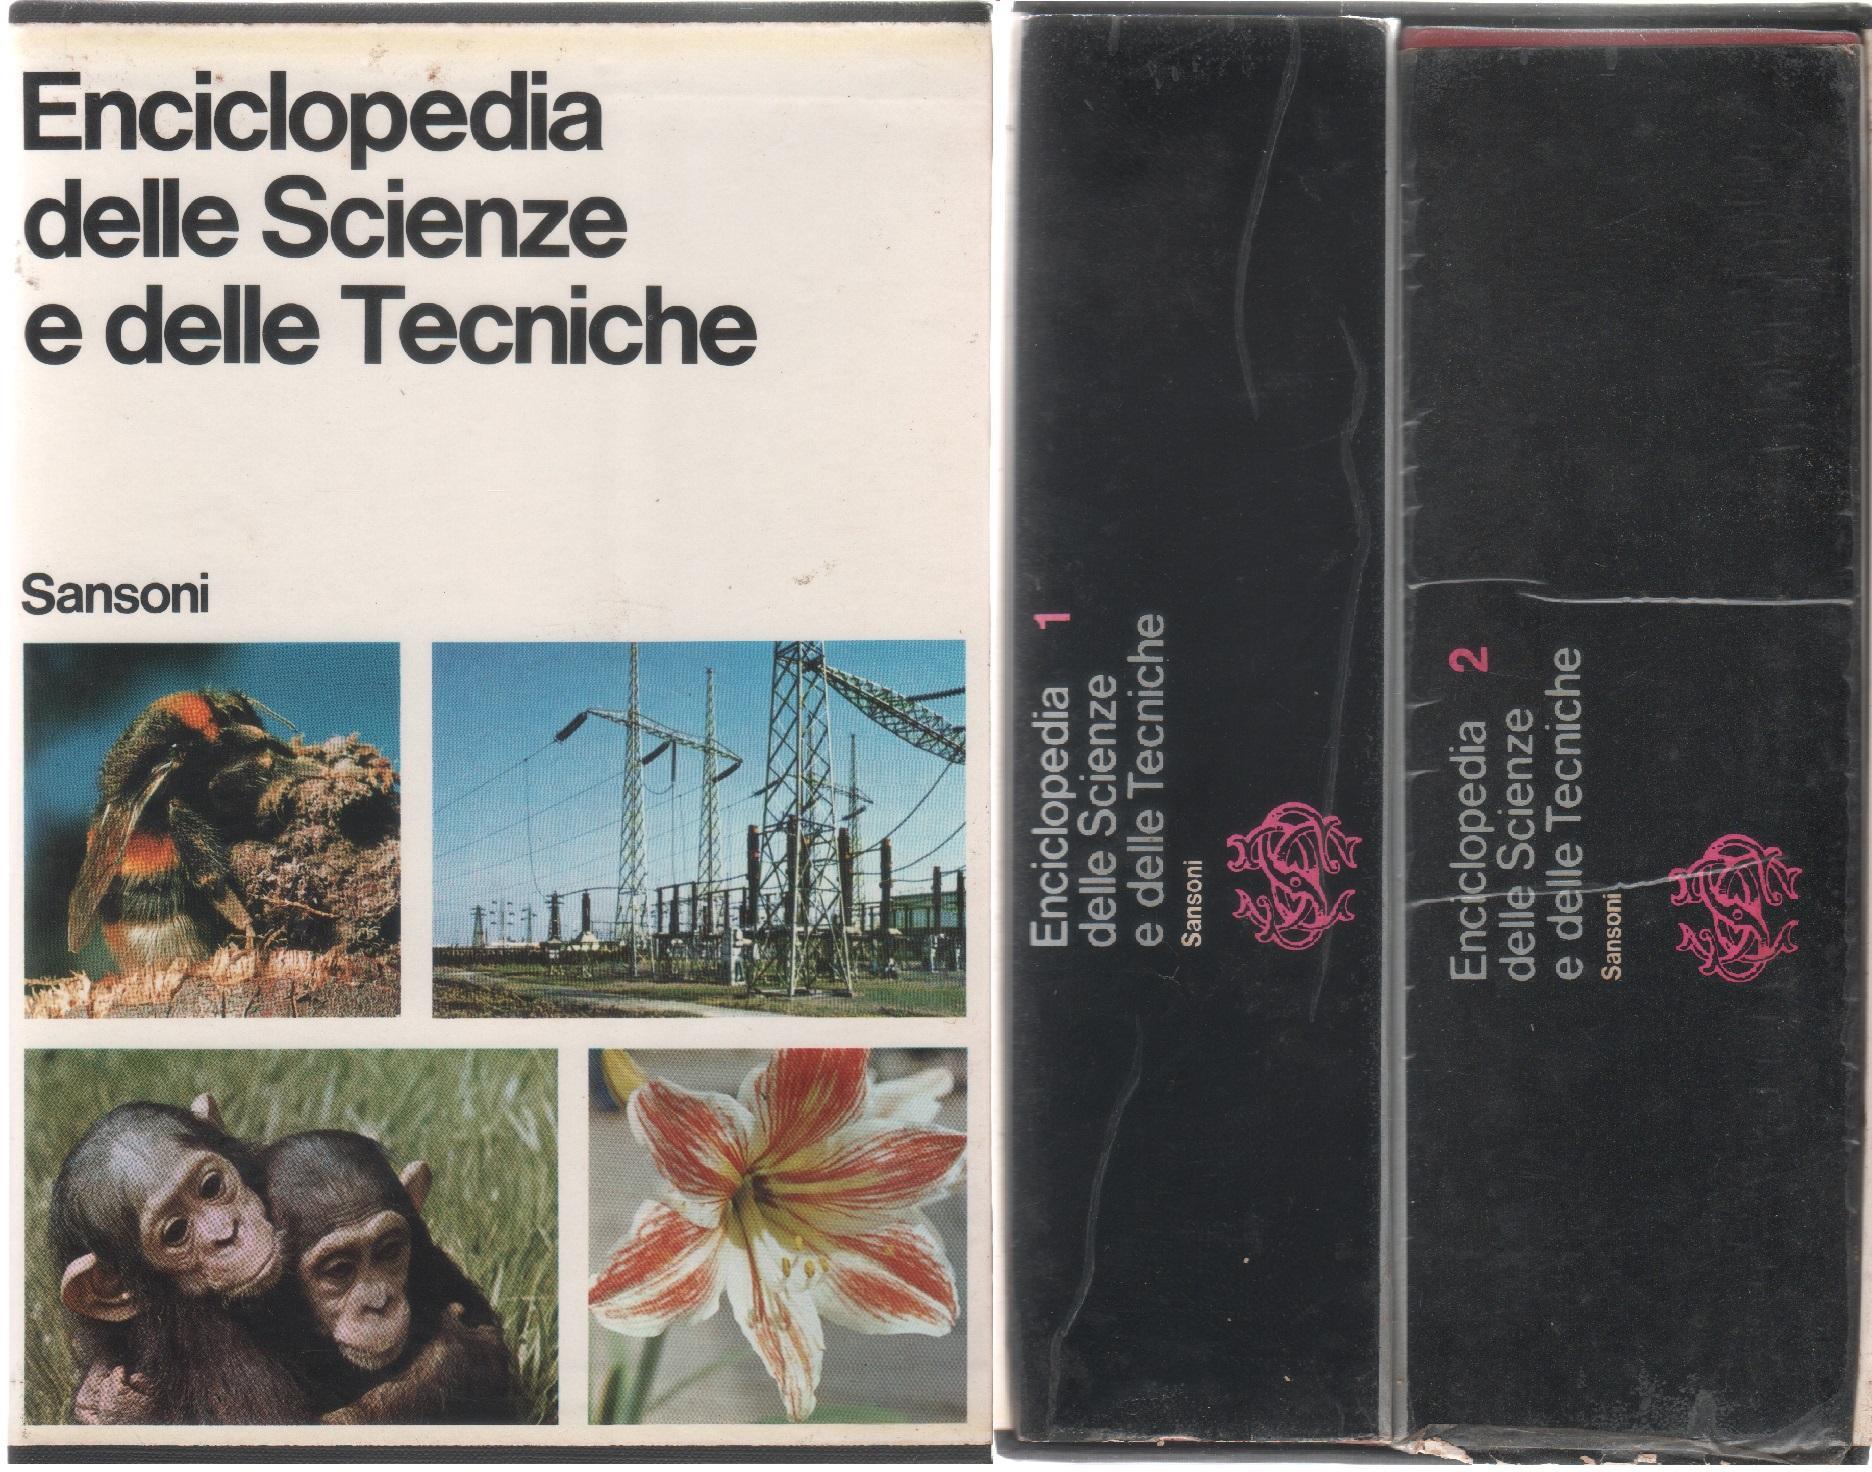 Enciclopedia
delle Scienze
e delle Tecniche
Sansoni
Enciclopedia 1
delle Scienze
e delle Tecniche
Sansoni
Enciclopedia 2
delle Scienze
e delle Tecniche
Sansoni